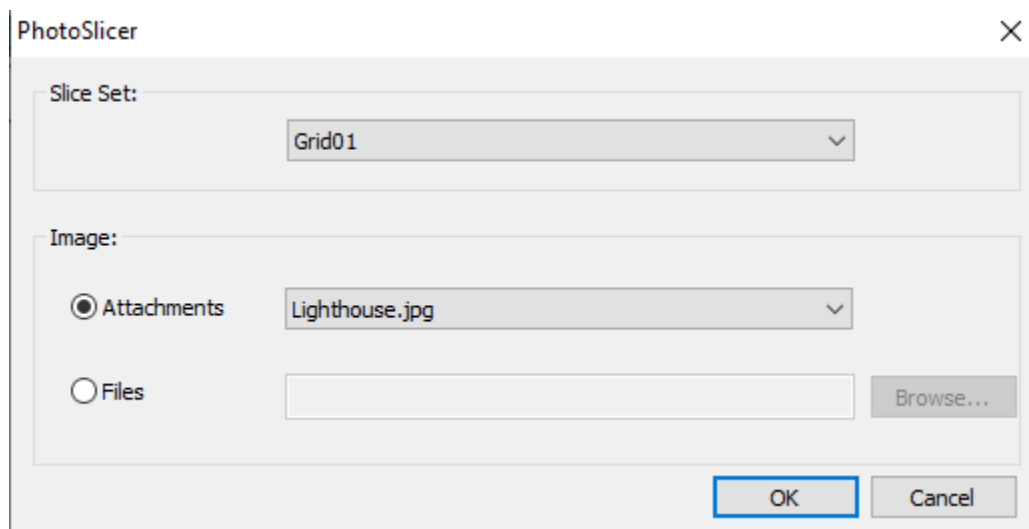 PhotoSlicer
Slice Set:
Grid01
Image:
Attachments Lighthouse.jpg
Files Browse...
OK Cancel